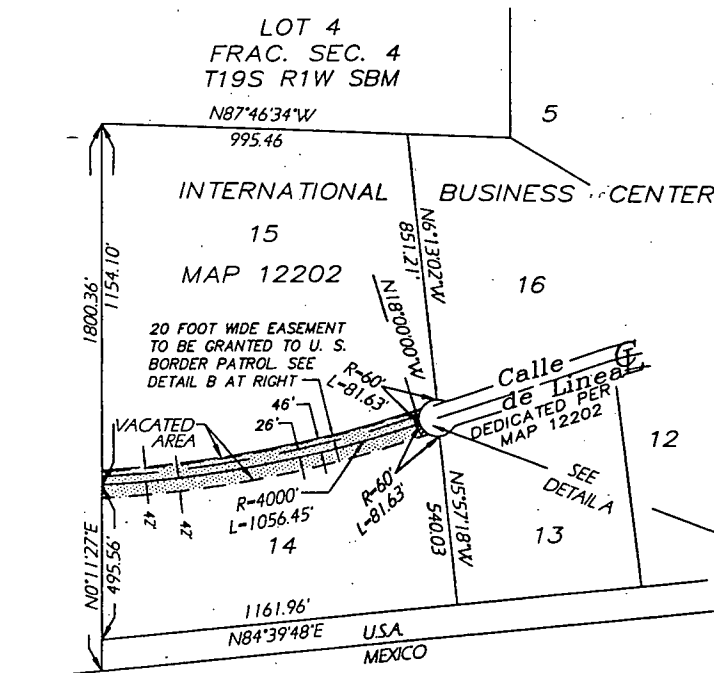 LOT 4
FRAC. SEC. 4
T19S R1W SBM
N87°46'34"W
995.46
5
INTERNATIONAL
BUSINESS CENTER
15
MAP 12202
16
N6°13'02"W
851.21'
N18°00'00"W
1800.36'
1154.10'
20 FOOT WIDE EASEMENT
TO BE GRANTED TO U. S.
BORDER PATROL. SEE
DETAIL B AT RIGHT
R=60'
L=81.63'
Calle
de Linea
DEDICATED PER
MAP 12202
46'
26'
VACATED
AREA
12
SEE
DETAIL A
R=4000'
L=1056.45'
R=60'
L=81.63'
42'
42'
N5°57'18"W
540.03
N0°11'27"E
495.56'
14
13
1161.96'
N84°39'48"E
U.S.A.
MEXICO